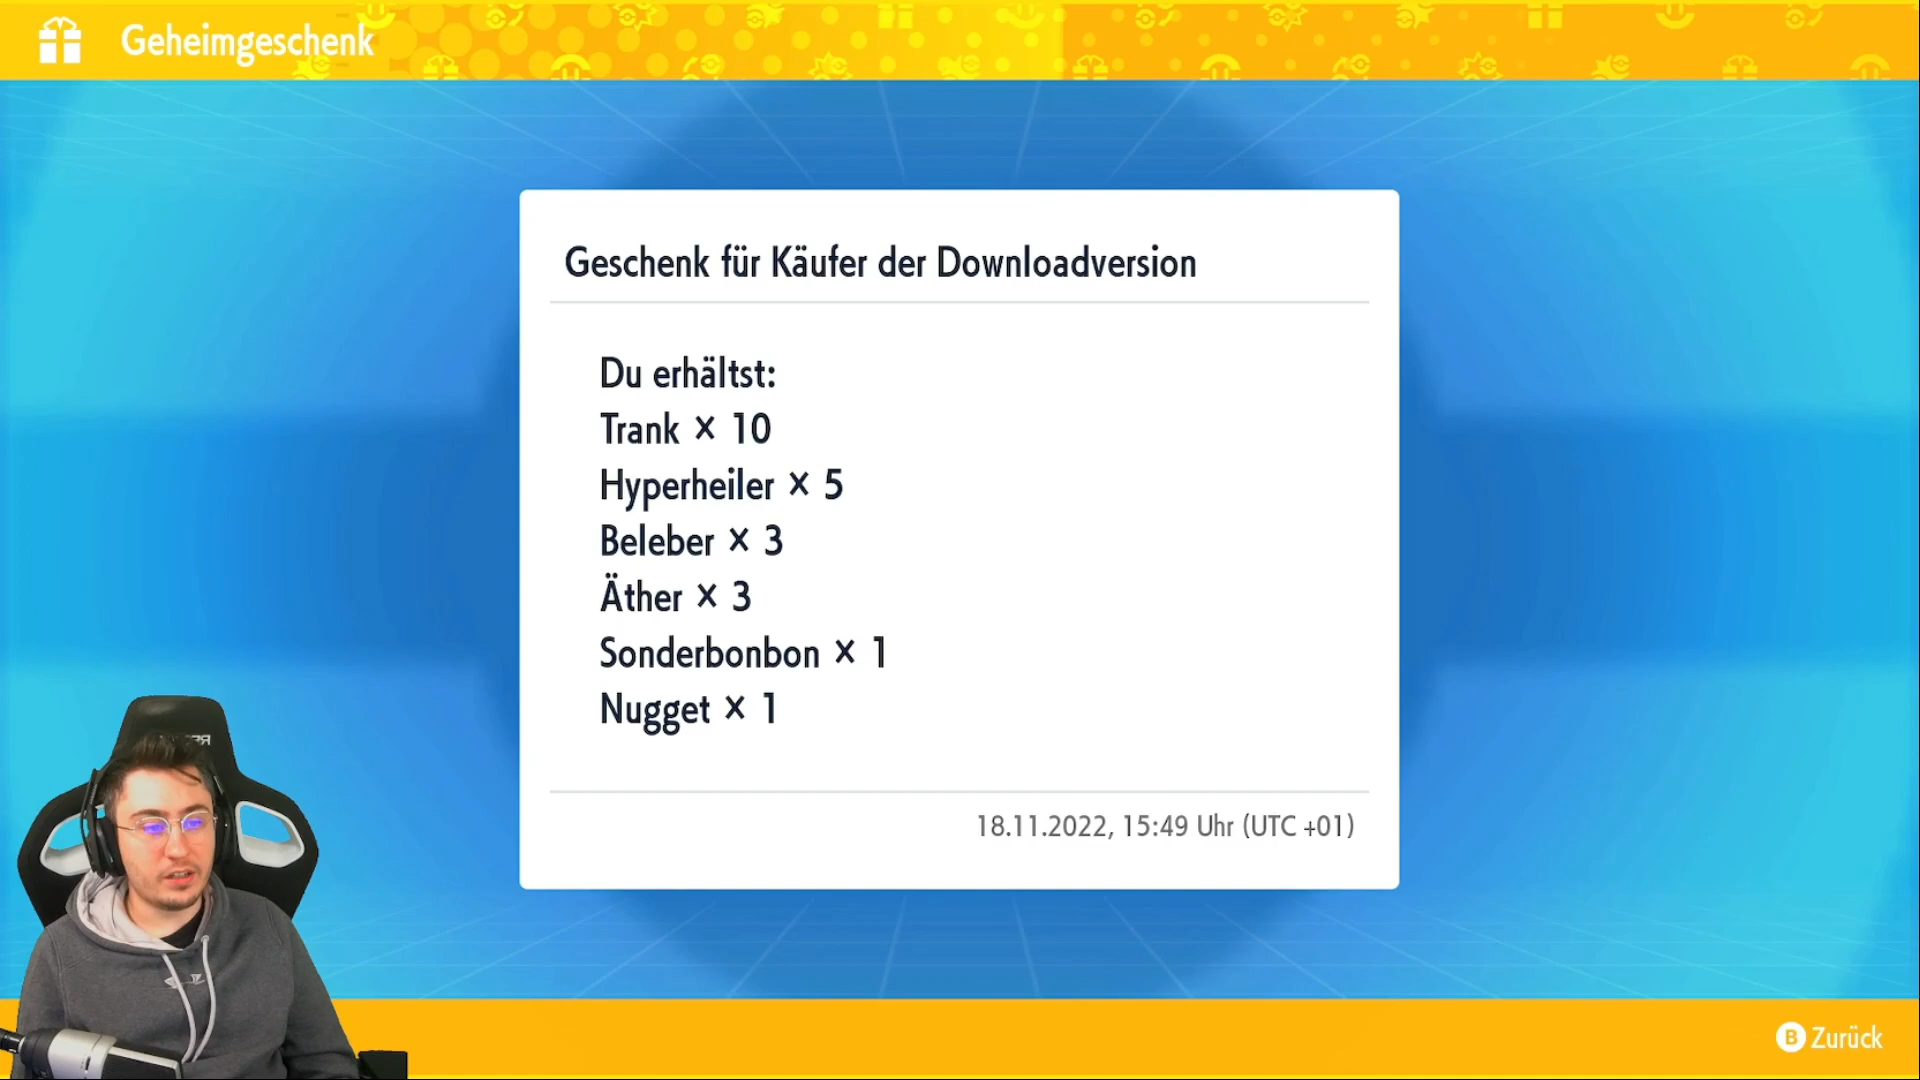 Geheimgeschenk
Geschenk für Käufer der Downloadversion
Du erhältst:
Trank × 10
Hyperheiler × 5
Beleber × 3
Äther × 3
Sonderbonbon × 1
Nugget × 1
18.11.2022, 15:49 Uhr (UTC +01)
B Zurück